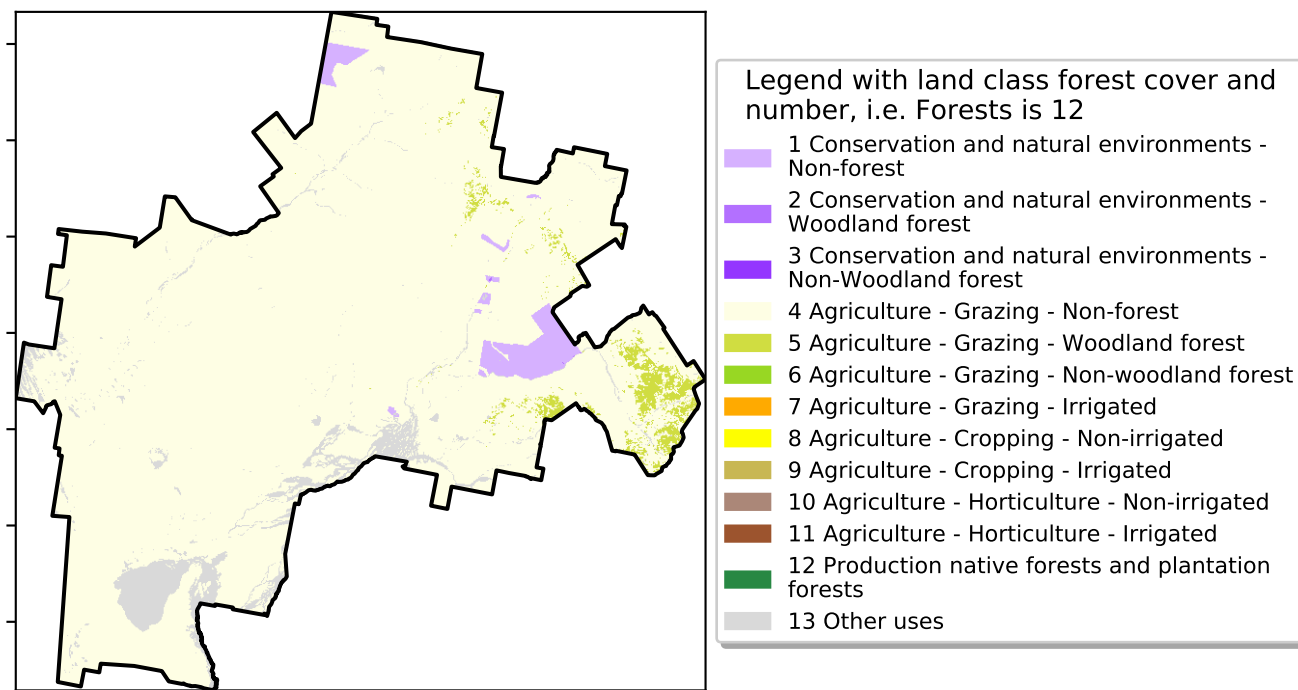 Legend with land class forest cover and
number, i.e. Forests is 12
1 Conservation and natural environments -
Non-forest
2 Conservation and natural environments -
Woodland forest
3 Conservation and natural environments -
Non-Woodland forest
4 Agriculture - Grazing - Non-forest
5 Agriculture - Grazing - Woodland forest
6 Agriculture - Grazing - Non-woodland forest
7 Agriculture - Grazing - Irrigated
8 Agriculture - Cropping - Non-irrigated
9 Agriculture - Cropping - Irrigated
10 Agriculture - Horticulture - Non-irrigated
11 Agriculture - Horticulture - Irrigated
12 Production native forests and plantation
forests
13 Other uses